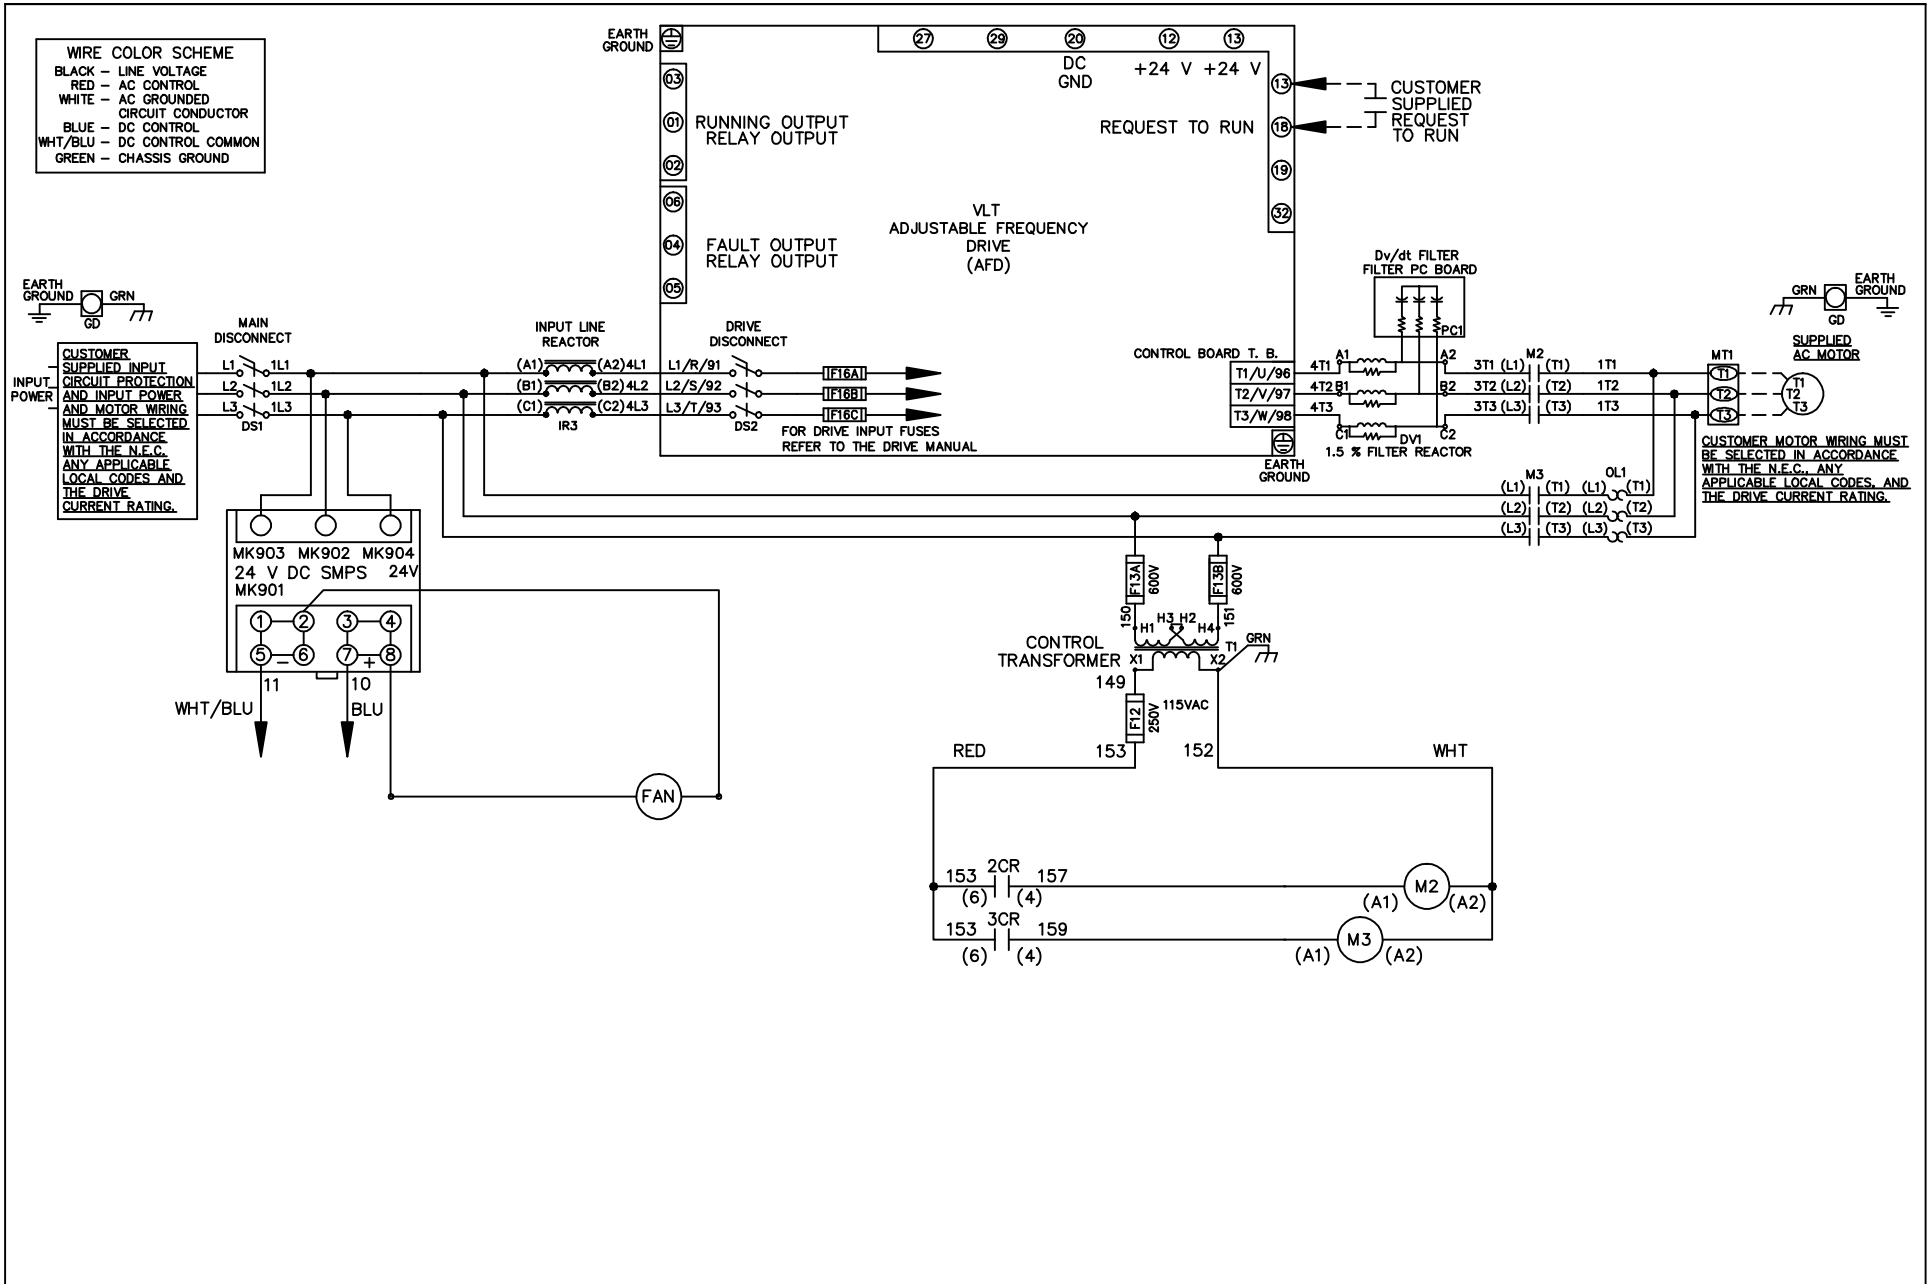 WIRE COLOR SCHEME
BLACK – LINE VOLTAGE
RED – AC CONTROL
WHITE – AC GROUNDED
CIRCUIT CONDUCTOR
BLUE – DC CONTROL
WHT/BLU – DC CONTROL COMMON
GREEN – CHASSIS GROUND
EARTH
GROUND
03
01
02
RUNNING OUTPUT
RELAY OUTPUT
06
04
05
FAULT OUTPUT
RELAY OUTPUT
27
29
20
12
13
DC
GND
+24 V
+24 V
13
REQUEST TO RUN
18
19
32
CUSTOMER
SUPPLIED
REQUEST
TO RUN
VLT
ADJUSTABLE FREQUENCY
DRIVE
(AFD)
EARTH
GROUND
GRN
GD
INPUT
POWER
CUSTOMER
SUPPLIED INPUT
CIRCUIT PROTECTION
AND INPUT POWER
AND MOTOR WIRING
MUST BE SELECTED
IN ACCORDANCE
WITH THE N.E.C.
ANY APPLICABLE
LOCAL CODES AND
THE DRIVE
CURRENT RATING.
MAIN
DISCONNECT
L1 1L1
L2 1L2
L3 1L3
DS1
INPUT LINE
REACTOR
(A1) (A2) 4L1
(B1) (B2) 4L2
(C1) (C2) 4L3
IR3
DRIVE
DISCONNECT
L1/R/91
L2/S/92
L3/T/93
DS2
F16A
F16B
F16C
FOR DRIVE INPUT FUSES
REFER TO THE DRIVE MANUAL
CONTROL BOARD T. B.
T1/U/96
T2/V/97
T3/W/98
EARTH
GROUND
Dv/dt FILTER
FILTER PC BOARD
PC1
4T1 A1 A2
4T2 B1 B2
4T3
C1 C2
DV1
1.5 % FILTER REACTOR
M2
3T1 (L1) (T1) 1T1
3T2 (L2) (T2) 1T2
3T3 (L3) (T3) 1T3
MT1
T1
T2
T3
GRN
EARTH
GROUND
GD
SUPPLIED
AC MOTOR
T1
T2
T3
CUSTOMER MOTOR WIRING MUST
BE SELECTED IN ACCORDANCE
WITH THE N.E.C., ANY
APPLICABLE LOCAL CODES, AND
THE DRIVE CURRENT RATING.
M3 OL1
(L1) (T1) (L1) (T1)
(L2) (T2) (L2) (T2)
(L3) (T3) (L3) (T3)
MK903 MK902 MK904
24 V DC SMPS 24V
MK901
1 2 3 4
5 – 6 7 + 8
11
10
WHT/BLU
BLU
FAN
F13A
600V
F13B
600V
150
151
H1 H3 H2 H4
CONTROL
TRANSFORMER
T1
GRN
X1 X2
149
F12
250V
115VAC
RED
153
152
WHT
153 2CR 157
(6) (4)
M2
(A1) (A2)
153 3CR 159
(6) (4)
M3
(A1) (A2)